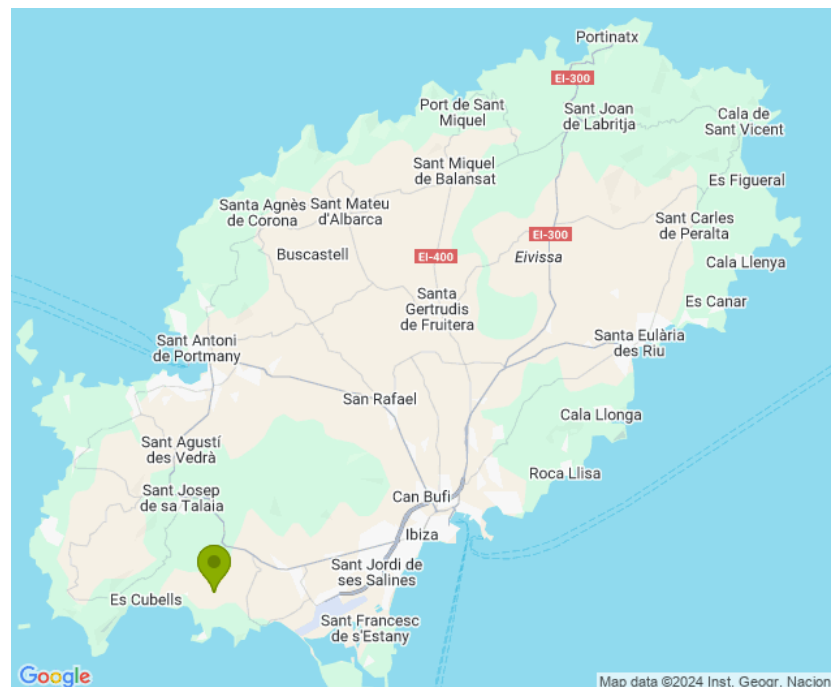 Portinatx
EI-300
Port de Sant
Miquel
Sant Joan
de Labritja
Cala de
Sant Vicent
Sant Miquel
de Balansat
Es Figueral
Santa Agnès
de Corona
Sant Mateu
d'Albarca
Sant Carles
de Peralta
EI-300
Buscastell
EI-400
Eivissa
Cala Llenya
Santa
Gertrudis
de Fruitera
Es Canar
Sant Antoni
de Portmany
Santa Eulària
des Riu
San Rafael
Cala Llonga
Sant Agustí
des Vedrà
Roca Llisa
Sant Josep
de sa Talaia
Can Bufi
Ibiza
Sant Jordi de
ses Salines
Es Cubells
Sant Francesc
de s'Estany
Google
Map data ©2024 Inst. Geogr. Nacion